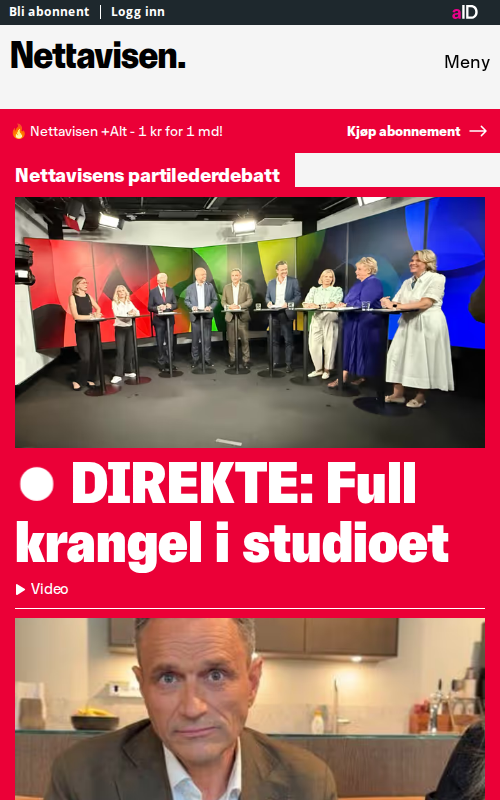 Bli abonnent | Logg inn
aID
Nettavisen.
Meny
🔥 Nettavisen +Alt - 1 kr for 1 md!
Kjøp abonnement →
Nettavisens partilederdebatt
DIREKTE: Full
krangel i studioet
Video